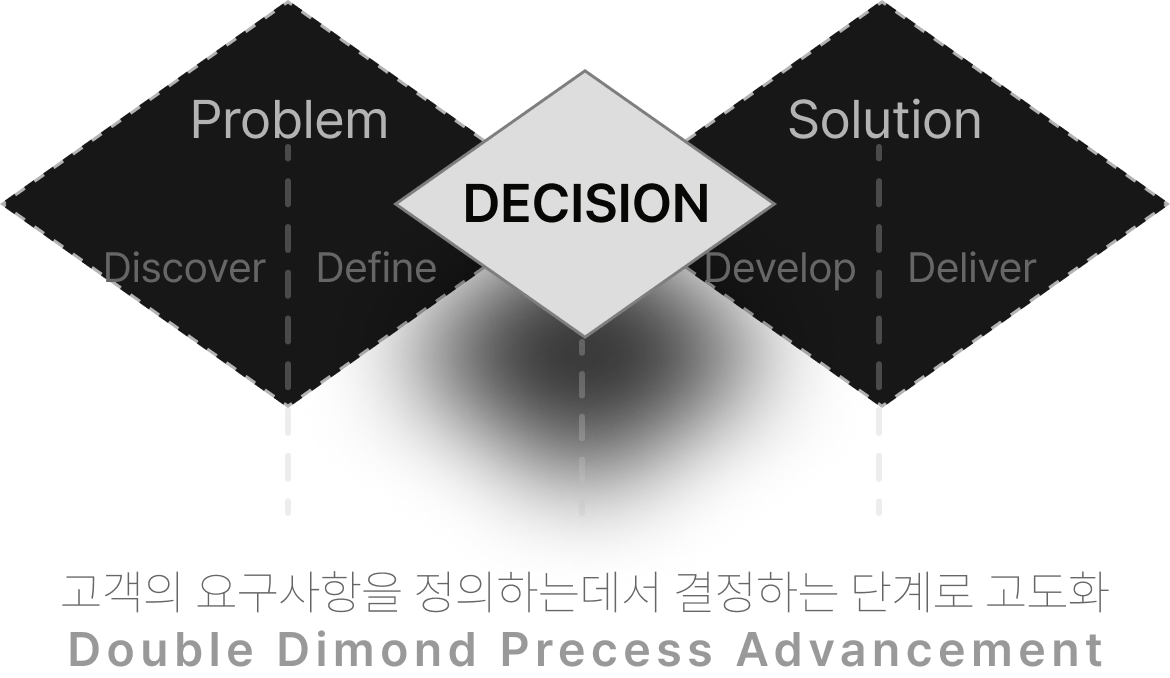 Problem
Solution
DECISION
Discover
Define
Develop
Deliver
고객의 요구사항을 정의하는데서 결정하는 단계로 고도화
Double Dimond Precess Advancement